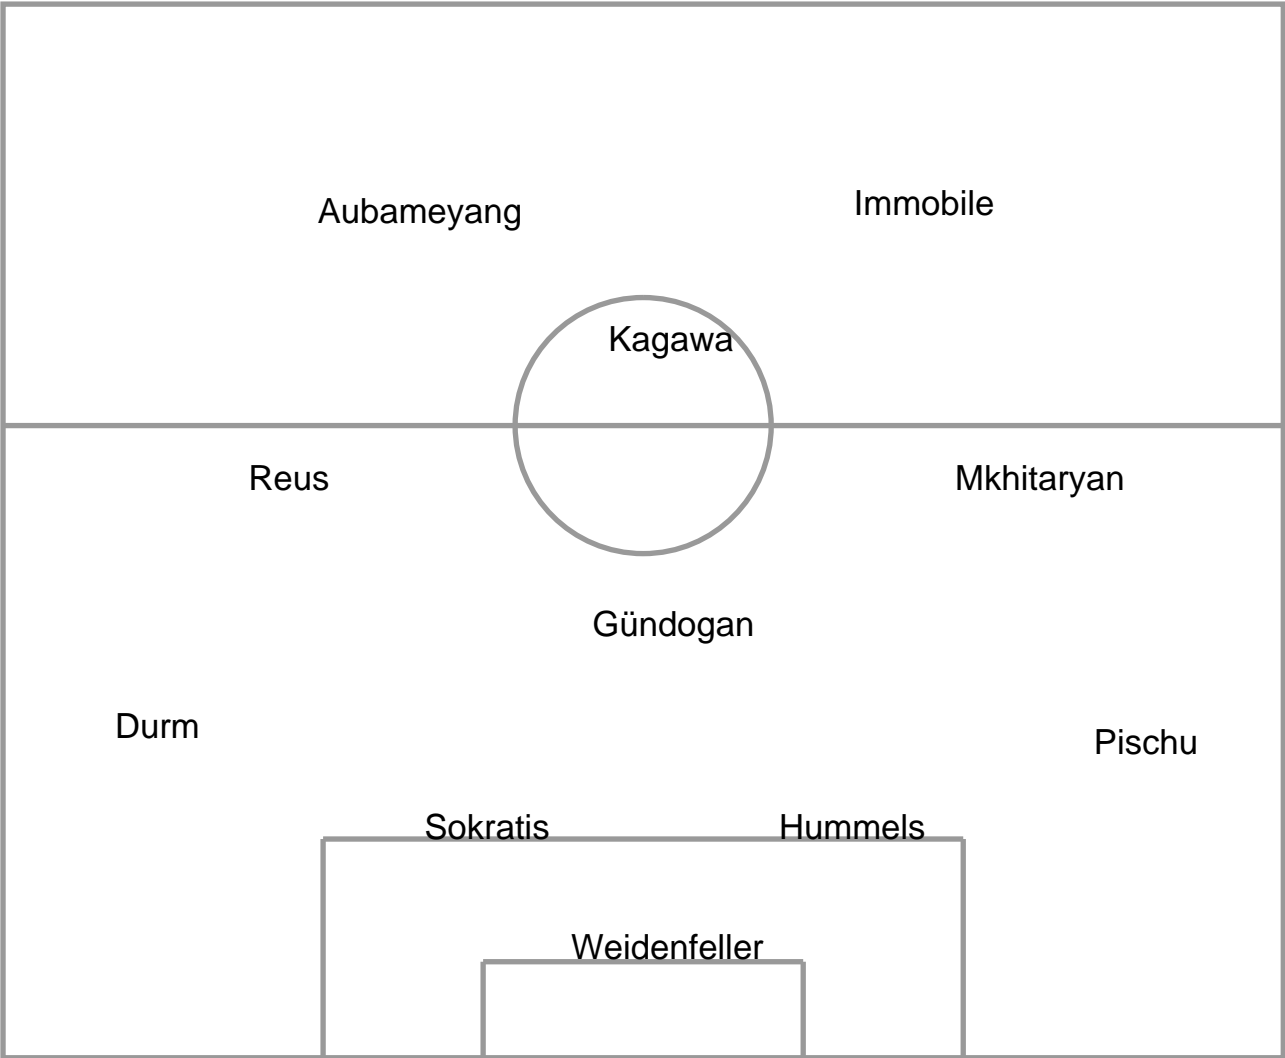 Aubameyang
Immobile
Kagawa
Reus
Mkhitaryan
Gündogan
Durm
Pischu
Sokratis
Hummels
Weidenfeller